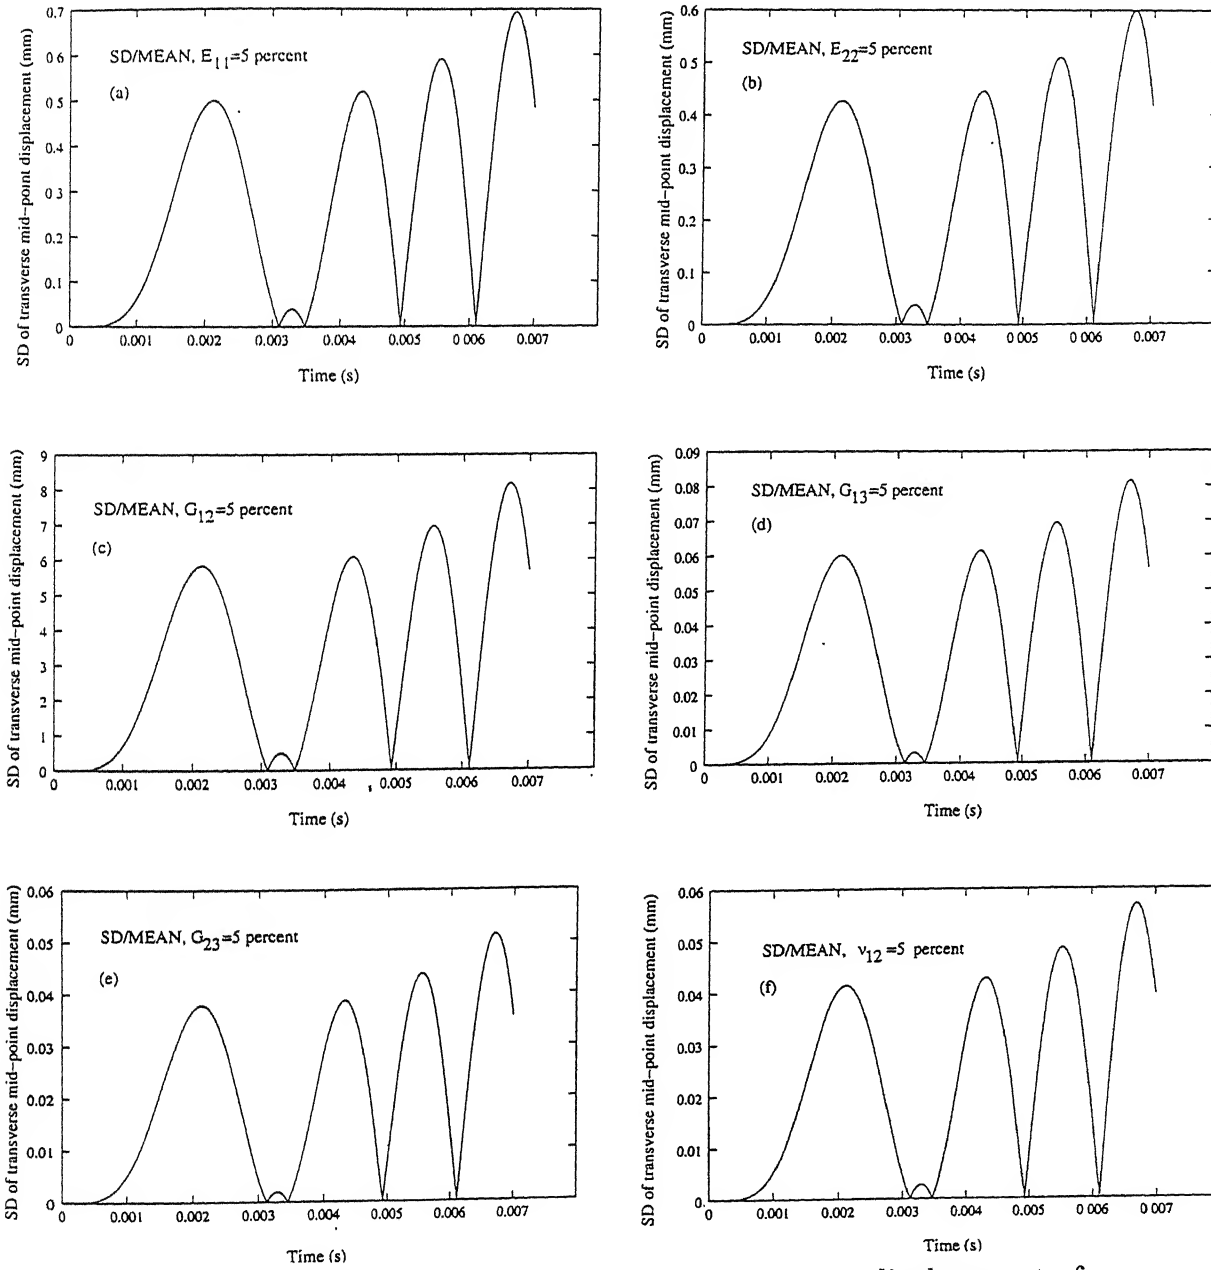 SD of transverse mid-point displacement (mm)
0.7
0.6
0.5
0.4
0 3
0.2
0.1
0
SD/MEAN, E11=5 percent
(a)
0 0.001 0.002 0.003 0.004 0.005 0.006 0.007
Time (s)
SD of transverse mid-point displacement (mm)
0.6
0.5
0.4
0.3
0.2
0.1
0
SD/MEAN, E22=5 percent
(b)
0 0.001 0.002 0.003 0.004 0 005 0 006 0 007
Time (s)
SD of transverse mid-point displacement (mm)
9
8
7
6
5
4
3
2
1
0
SD/MEAN, G12=5 percent
(c)
0 0.001 0.002 0.003 0.004 0.005 0.006 0.007
Time (s)
SD of transverse mid-point displacement (mm)
0.09
0.08
0.07
0.06
0.05
0.04
0.03
0.02
0.01
0
SD/MEAN, G13=5 percent
(d)
0 0.001 0.002 0.003 0.004 0.005 0.006 0.007
Time (s)
SD of transverse mid-point displacement (mm)
0.06
0.05
0.04
0.03
0.02
0.01
0
SD/MEAN, G23=5 percent
(e)
0 0.001 0.002 0.003 0.004 0.005 0.006 0.007
Time (s)
SD of transverse mid-point displacement (mm)
0.06
0.05
0.04
0.03
0.02
0.01
0
SD/MEAN, ν12=5 percent
(f)
0 0.001 0.002 0.003 0.004 0.005 0 006 0 007
Time (s)